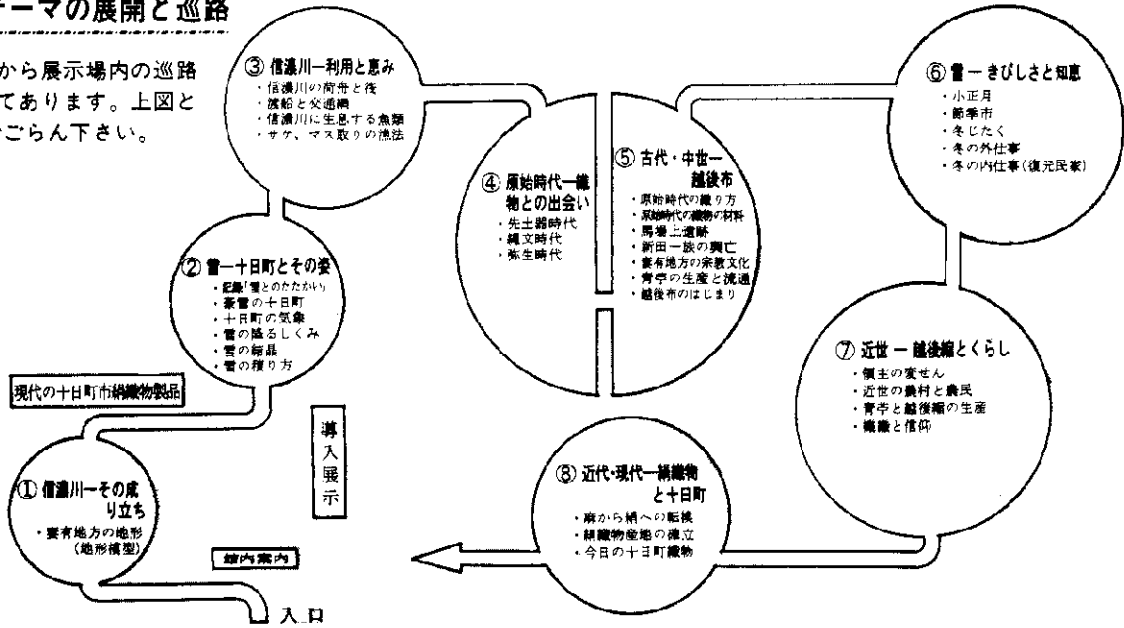 テーマの展開と巡路
から展示場内の巡路
てあります。上図と
ごらん下さい。
③ 信濃川―利用と恵み
・信濃川の荷舟と筏
・渡船と交通網
・信濃川に生息する魚類
・サケ、マス取りの漁法
② 雪―十日町とその姿
・記録「雪とのたたかい」
・豪雪の十日町
・十日町の気象
・雪の降るしくみ
・雪の結晶
・雪の積り方
現代の十日町市絹織物製品
① 信濃川―その成
り立ち
・妻有地方の地形
(地形模型)
導入展示
館内案内
入口
④ 原始時代―織
物との出会い
・先土器時代
・縄文時代
・弥生時代
⑤ 古代・中世―
越後布
・原始時代の織り方
・原始時代の織物の材料
・馬場上遺跡
・新田一族の興亡
・妻有地方の宗教文化
・青苧の生産と流通
・越後布のはじまり
⑥ 雪 ― きびしさと知恵
・小正月
・節季市
・冬じたく
・冬の外仕事
・冬の内仕事(復元民家)
⑦ 近世 ― 越後縮とくらし
・領主の変せん
・近世の農村と農民
・青苧と越後縮の生産
・機織と信仰
⑧ 近代・現代―絹織物
と十日町
・麻から絹への転換
・絹織物産地の確立
・今日の十日町織物